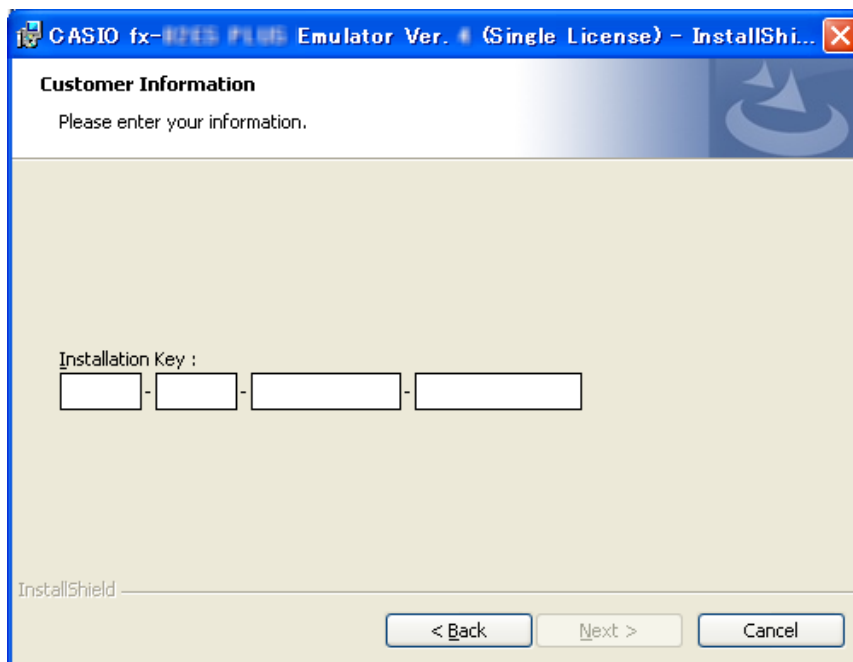 CASIO fx- Emulator Ver. (Single License) - InstallShi...
Customer Information
Please enter your information.
Installation Key :
- - -
InstallShield
< Back Next > Cancel